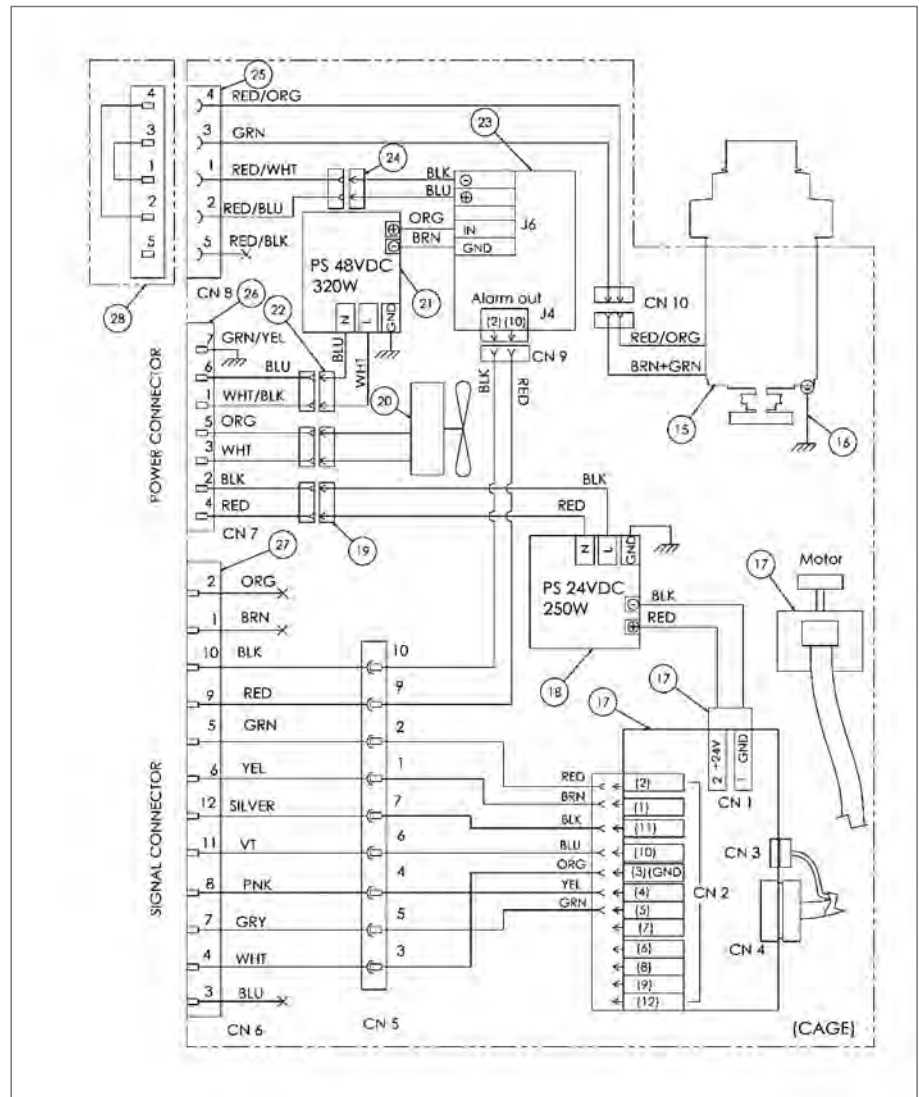 25
4 4 RED/ORG
23
3 3 GRN
24
1 1 RED/WHT BLK ⊖
BLU ⊕
2 2 RED/BLU ORG IN J6
BRN GND
5 5 RED/BLK
PS 48VDC
320W
21
28 CN 8 26 22
N L GND
Alarm out J4
(2) (10)
CN 9
CN 10
RED/ORG
BRN+GRN
7 GRN/YEL
6 BLU
BLU WHT
BLK RED
1 WHT/BLK
20
15 16
5 ORG
3 WHT
2 BLK BLK
4 RED RED
POWER CONNECTOR
CN 7
19
27
N L GND
17 Motor
2 ORG
PS 24VDC
250W
BLK
RED
1 BRN
10 BLK 10
9 RED 9
18 17
17
5 GRN 2
2 +24V
1 GND
CN 1
6 YEL 1
RED (2)
BRN (1)
12 SILVER 7
BLK (11)
11 VT 6
BLU (10)
CN 3
ORG (3)(GND)
CN 2
8 PNK 4
YEL (4)
GRN (5)
7 GRY 5
(7)
CN 4
(6)
4 WHT 3
(8)
(9)
3 BLU
(12)
SIGNAL CONNECTOR
CN 6 CN 5 (CAGE)